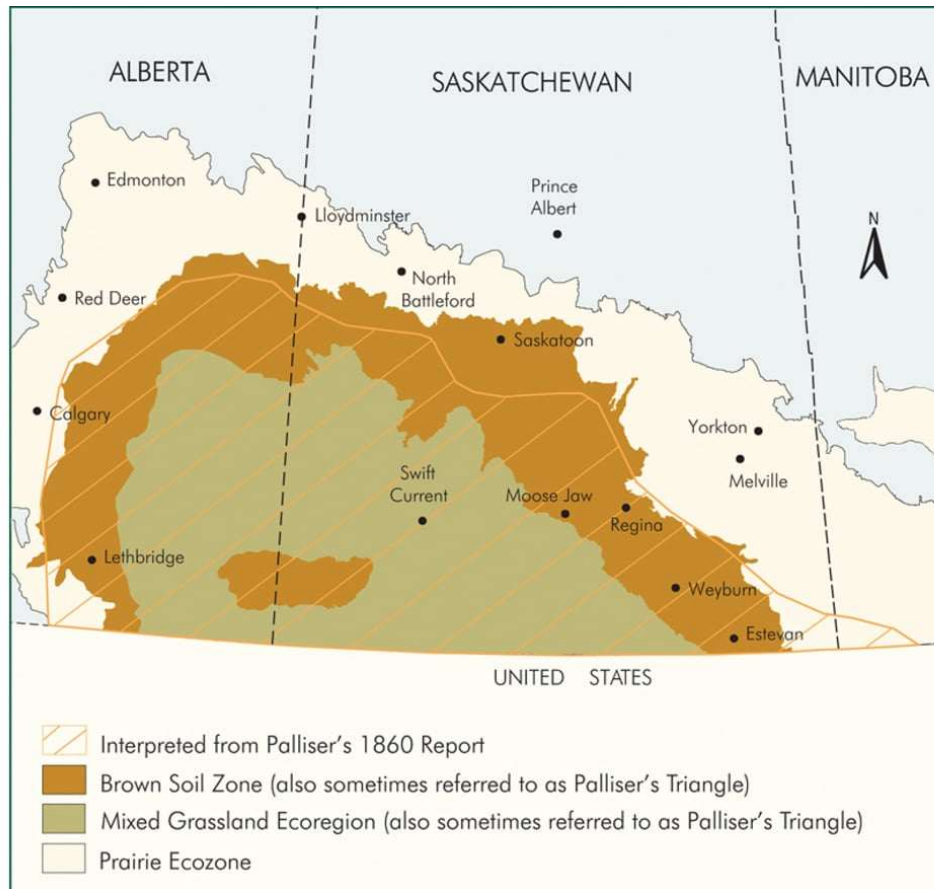 ALBERTA
SASKATCHEWAN
MANITOBA
Edmonton
Prince
Albert
Lloydminster
N
North
Battleford
Red Deer
Saskatoon
Calgary
Yorkton
Melville
Swift
Current
Moose Jaw
Regina
Lethbridge
Weyburn
Estevan
UNITED STATES
Interpreted from Palliser's 1860 Report
Brown Soil Zone (also sometimes referred to as Palliser's Triangle)
Mixed Grassland Ecoregion (also sometimes referred to as Palliser's Triangle)
Prairie Ecozone